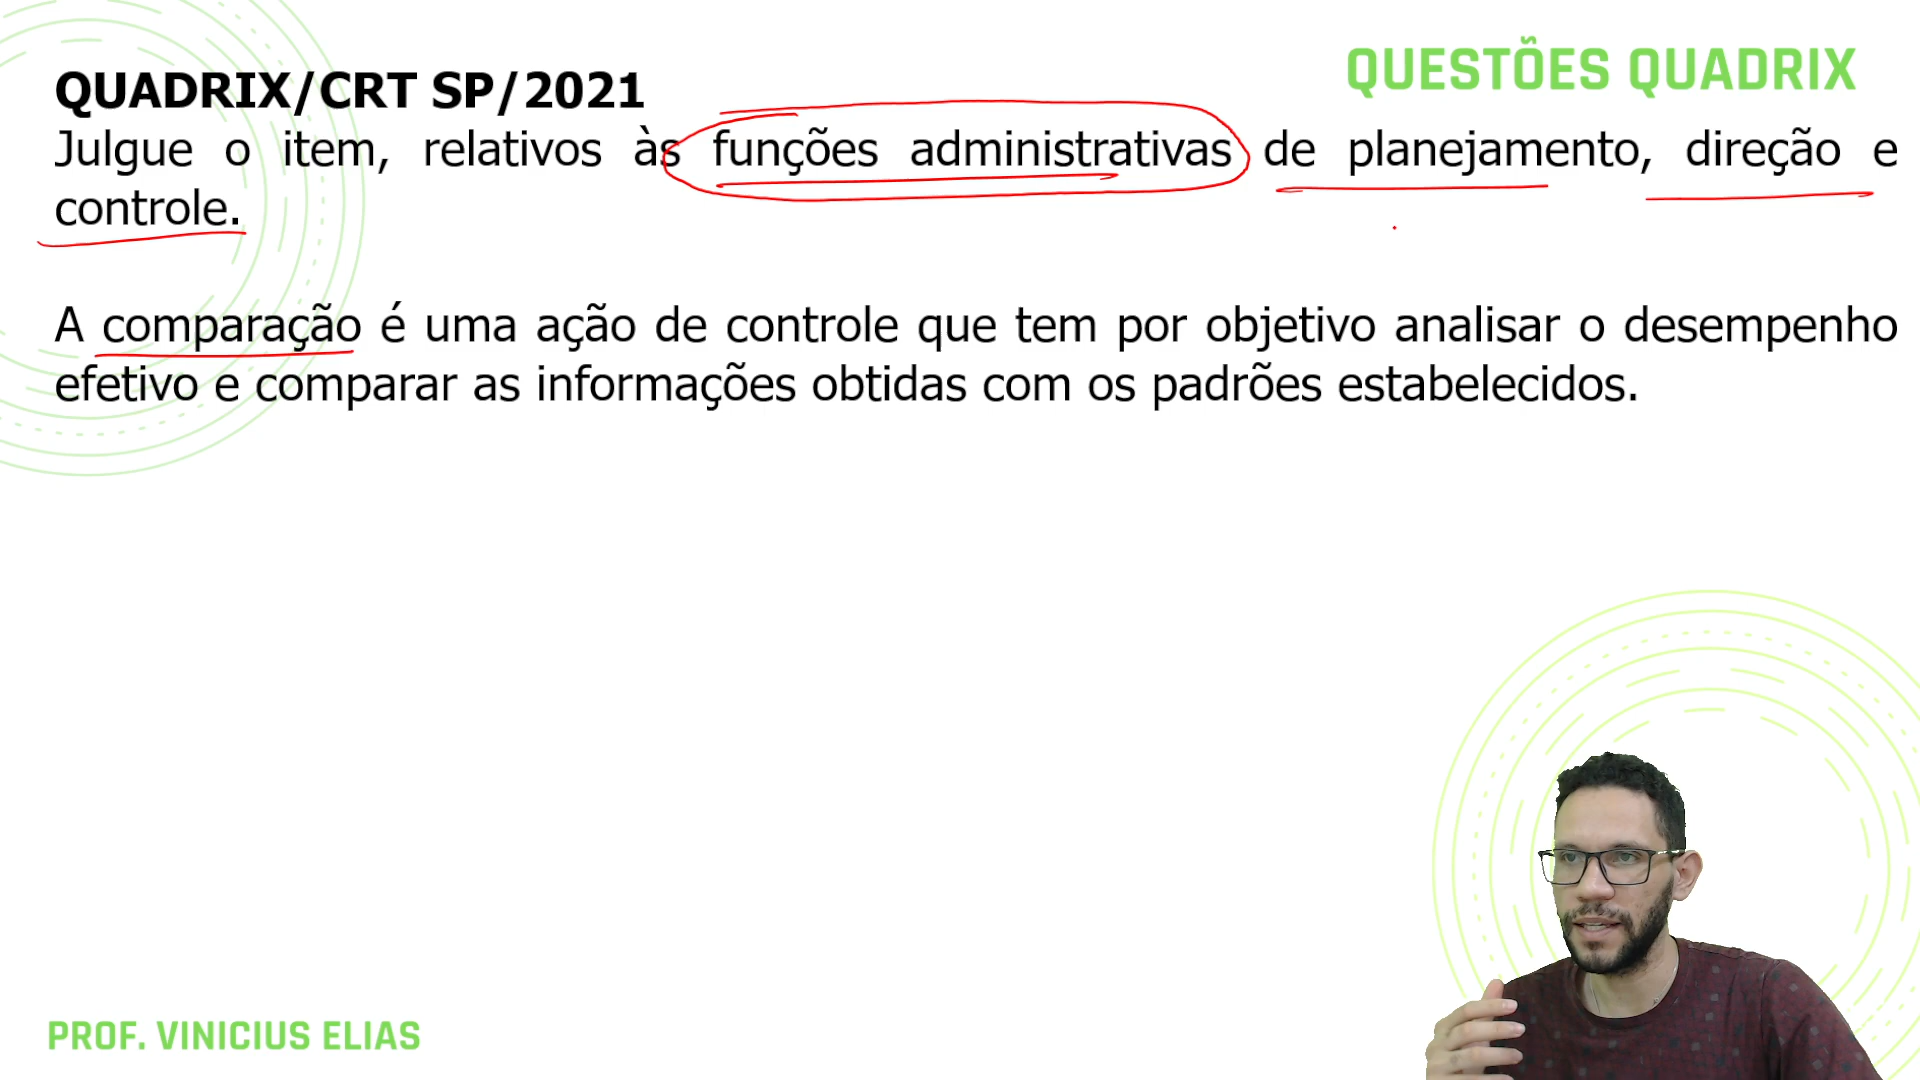 QUESTÕES QUADRIX
QUADRIX/CRT SP/2021
Julgue o item, relativos às funções administrativas de planejamento, direção e
controle.
A comparação é uma ação de controle que tem por objetivo analisar o desempenho
efetivo e comparar as informações obtidas com os padrões estabelecidos.
PROF. VINICIUS ELIAS